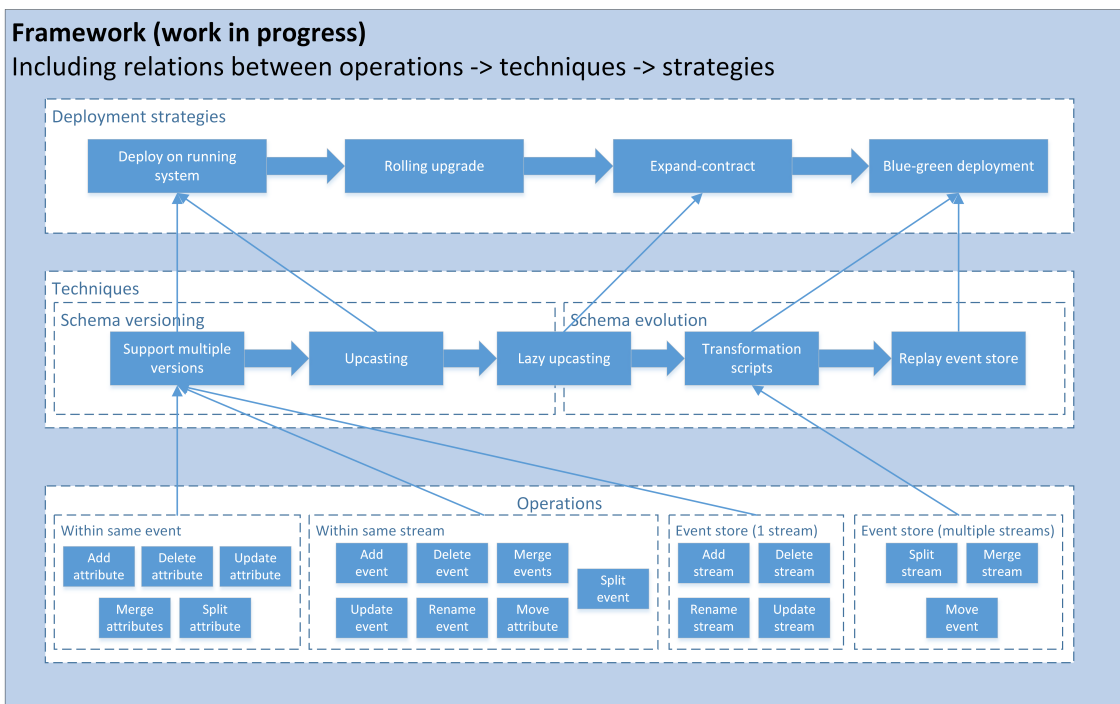 Framework (work in progress)
Including relations between operations -> techniques -> strategies
Deployment strategies
Deploy on running
system
Rolling upgrade
Expand-contract
Blue-green deployment
Techniques
Schema versioning
Schema evolution
Support multiple
versions
Upcasting
Lazy upcasting
Transformation
scripts
Replay event store
Operations
Within same event
Add
attribute
Delete
attribute
Update
attribute
Merge
attributes
Split
attribute
Within same stream
Add
event
Delete
event
Merge
events
Split
event
Update
event
Rename
event
Move
attribute
Event store (1 stream)
Add
stream
Delete
stream
Rename
stream
Update
stream
Event store (multiple streams)
Split
stream
Merge
stream
Move
event